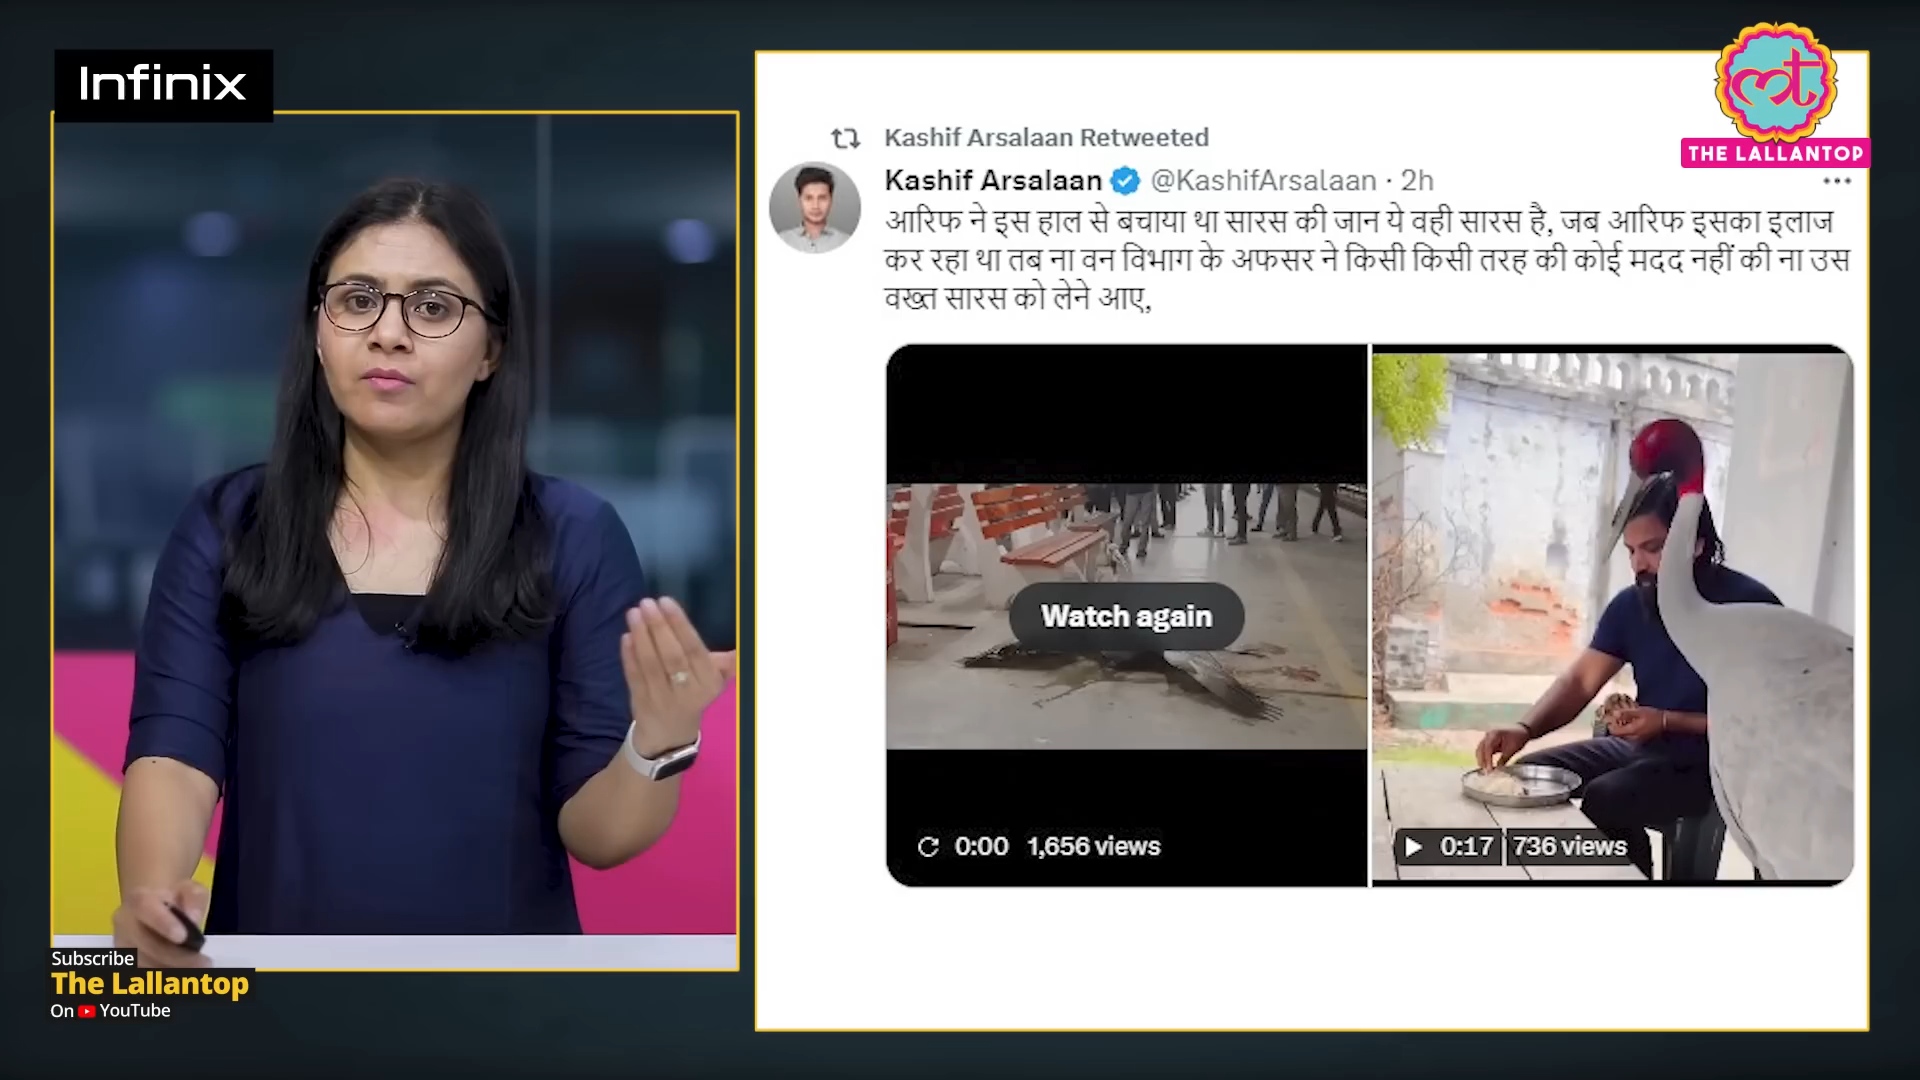 Infinix
THE LALLANTOP
Kashif Arsalaan Retweeted
Kashif Arsalaan @KashifArsalaan · 2h
आरिफ ने इस हाल से बचाया था सारस की जान ये वही सारस है, जब आरिफ इसका इलाज
कर रहा था तब ना वन विभाग के अफसर ने किसी किसी तरह की कोई मदद नहीं की ना उस
वख्त सारस को लेने आए,
Watch again
0:00 1,656 views
0:17 736 views
Subscribe
The Lallantop
On YouTube